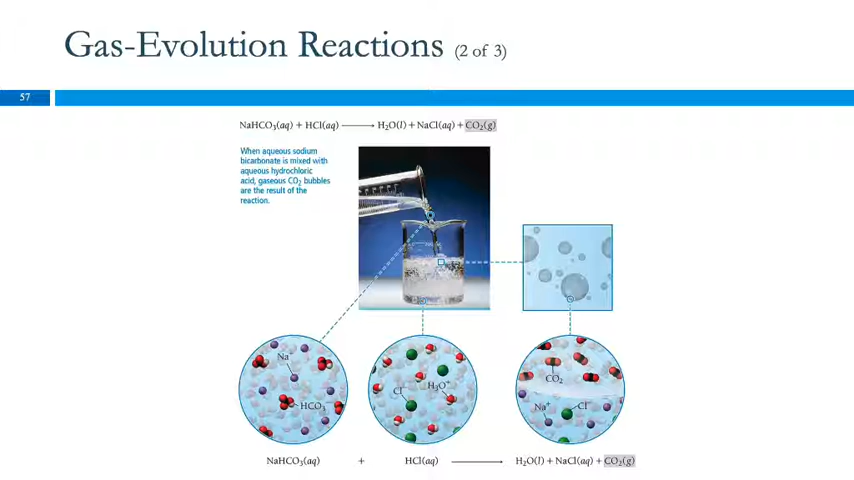 Gas-Evolution Reactions (2 of 3)
57
NaHCO₃(aq) + HCl(aq) ⟶ H₂O(l) + NaCl(aq) + CO₂(g)
When aqueous sodium
bicarbonate is mixed with
aqueous hydrochloric
acid, gaseous CO₂ bubbles
are the result of the
reaction.
Na⁺
HCO₃⁻
Cl⁻
H₃O⁺
CO₂
Na⁺
Cl⁻
NaHCO₃(aq) + HCl(aq) ⟶ H₂O(l) + NaCl(aq) + CO₂(g)